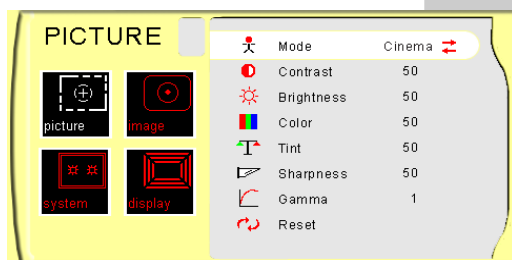 PICTURE
picture
image
system
display
Mode Cinema
Contrast 50
Brightness 50
Color 50
Tint 50
Sharpness 50
Gamma 1
Reset